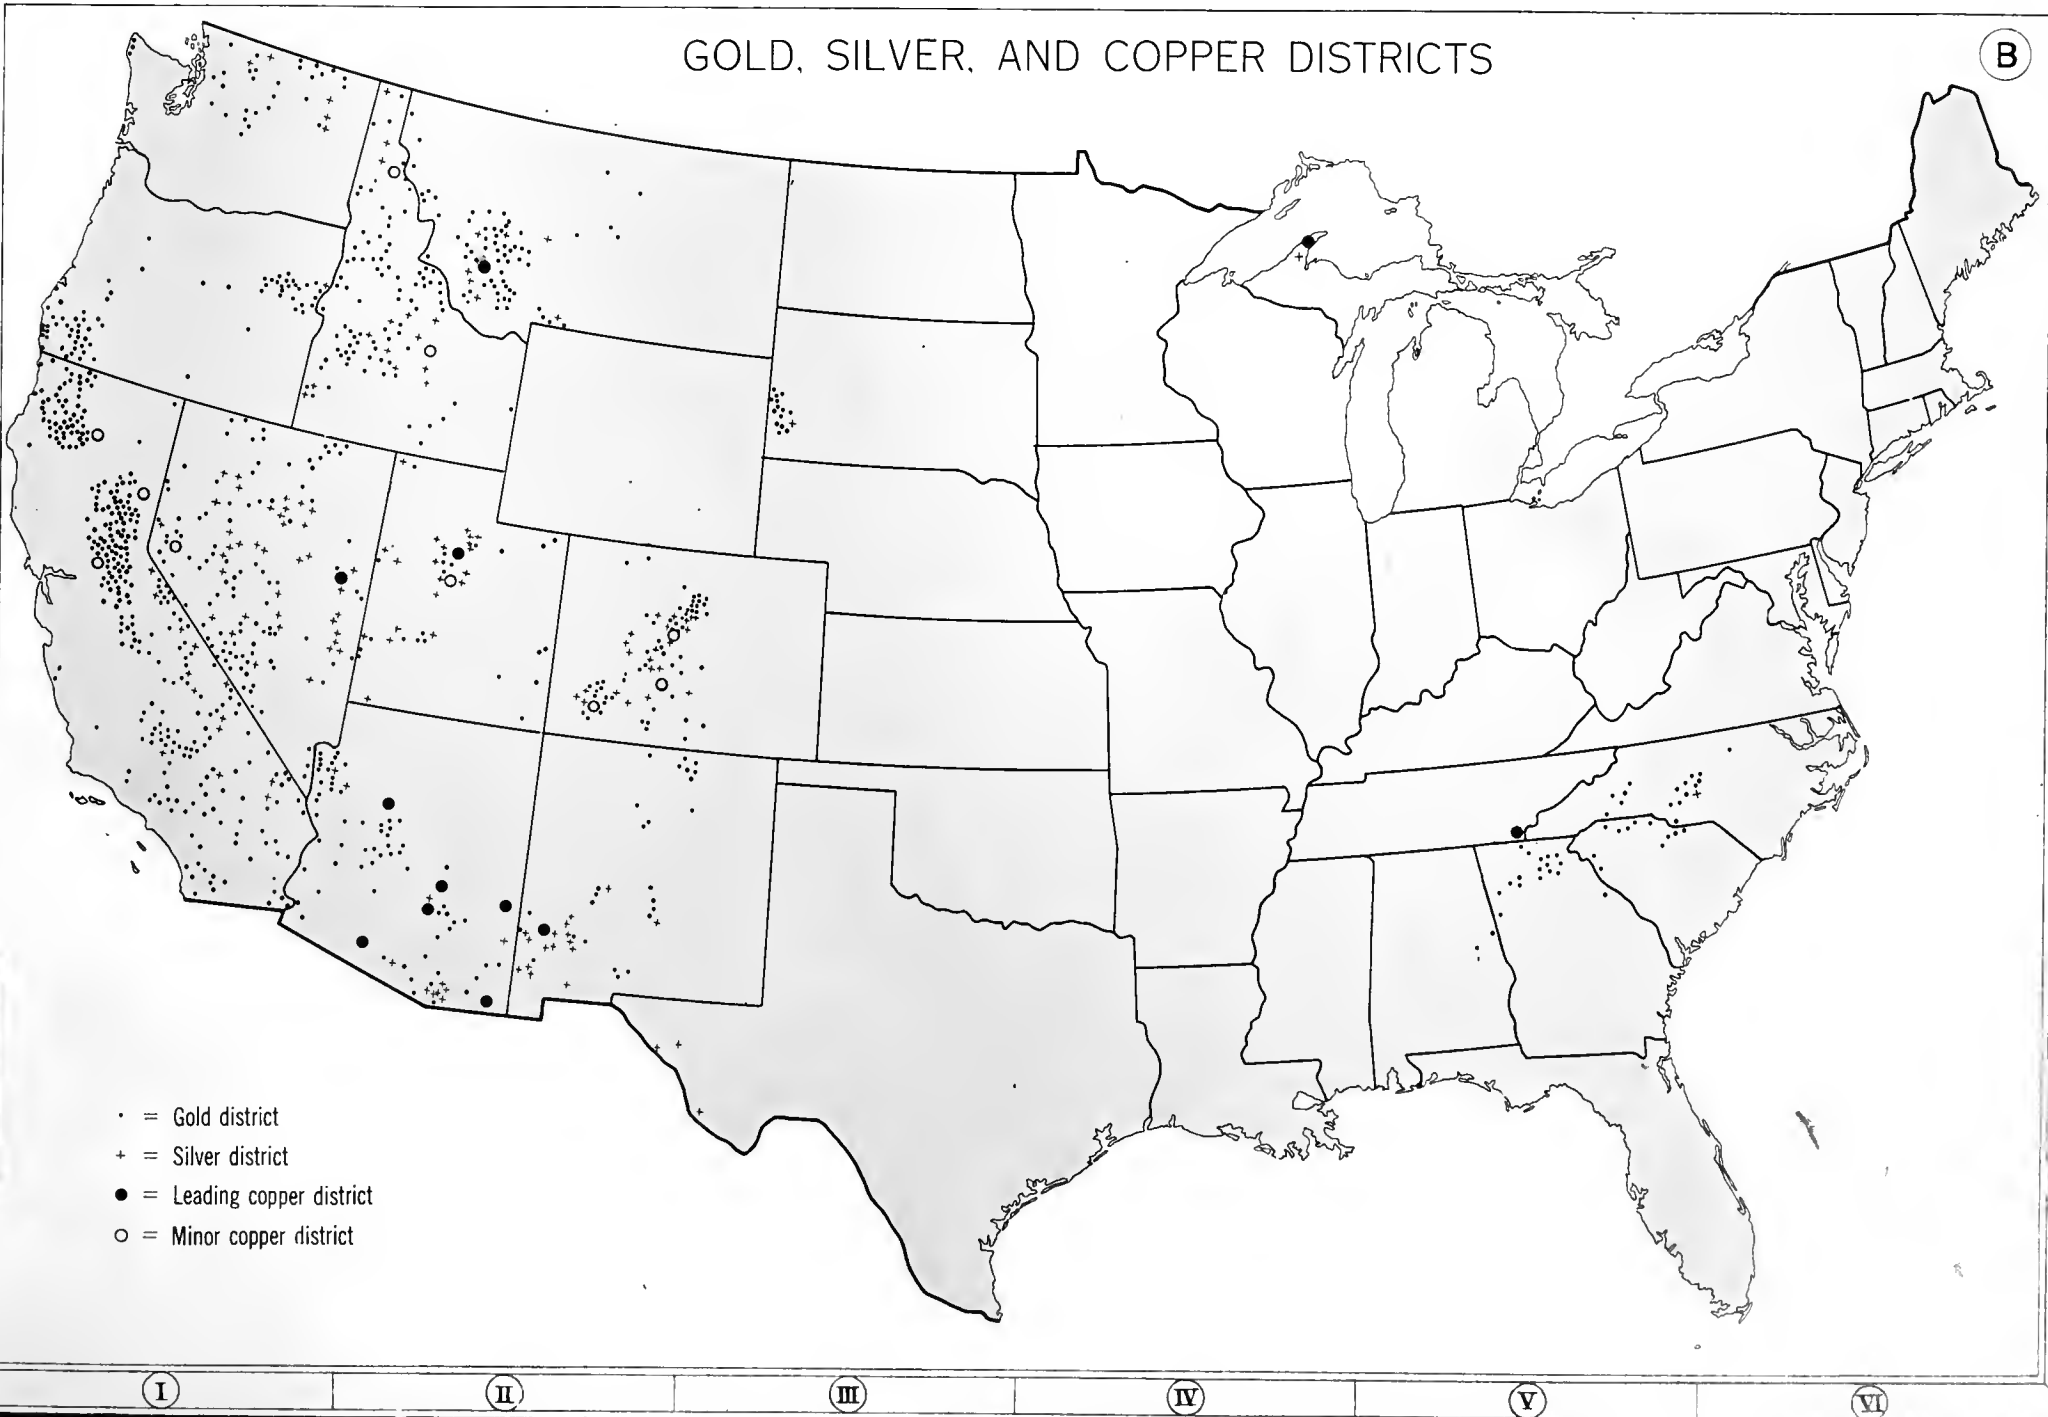 GOLD, SILVER, AND COPPER DISTRICTS
B
· = Gold district
+ = Silver district
● = Leading copper district
○ = Minor copper district
I II III IV V VI